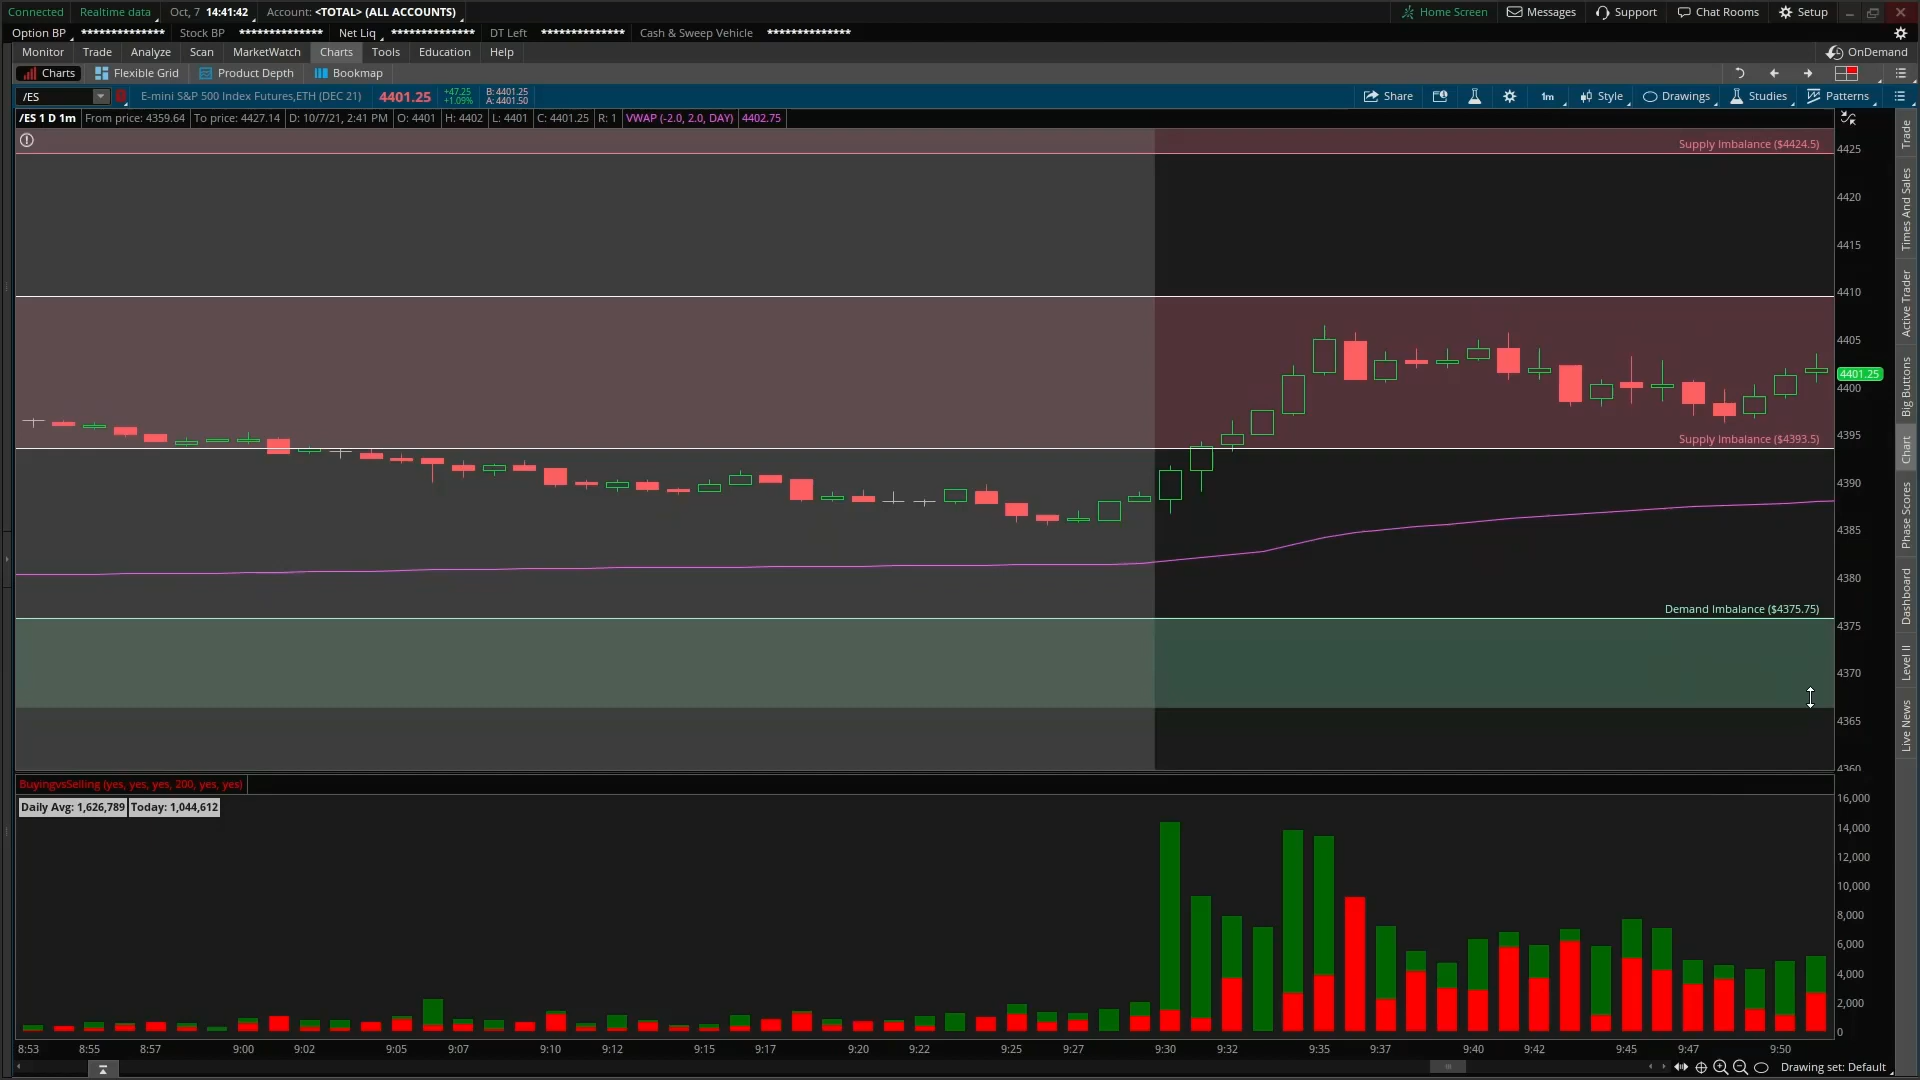 Connected Realtime data Oct, 7 14:41:42 Account: <TOTAL> (ALL ACCOUNTS) Home Screen Messages Support Chat Rooms Setup
Option BP ************** Stock BP ************** Net Liq ************** DT Left ************** Cash & Sweep Vehicle **************
Monitor Trade Analyze Scan MarketWatch Charts Tools Education Help OnDemand
Charts Flexible Grid Product Depth Bookmap
/ES E-mini S&P 500 Index Futures,ETH (DEC 21) 4401.25 +47.25 +1.09% B: 4401.25 A: 4401.50 Share 1m Style Drawings Studies Patterns
/ES 1 D 1m From price: 4359.64 To price: 4427.14 D: 10/7/21, 2:41 PM O: 4401 H: 4402 L: 4401 C: 4401.25 R: 1 VWAP (-2.0, 2.0, DAY) 4402.75
Supply Imbalance ($4424.5)
4425
4420
4415
4410
4405
4401.25
4400
4395
Supply Imbalance ($4393.5)
4390
4385
4380
Demand Imbalance ($4375.75)
4375
4370
4365
4360
Trade
Times And Sales
Active Trader
Big Buttons
Chart
Phase Scores
Dashboard
Level II
Live News
BuyingvsSelling (yes, yes, yes, 200, yes, yes)
Daily Avg: 1,626,789 Today: 1,044,612
16,000
14,000
12,000
10,000
8,000
6,000
4,000
2,000
0
8:53 8:55 8:57 9:00 9:02 9:05 9:07 9:10 9:12 9:15 9:17 9:20 9:22 9:25 9:27 9:30 9:32 9:35 9:37 9:40 9:42 9:45 9:47 9:50
Drawing set: Default